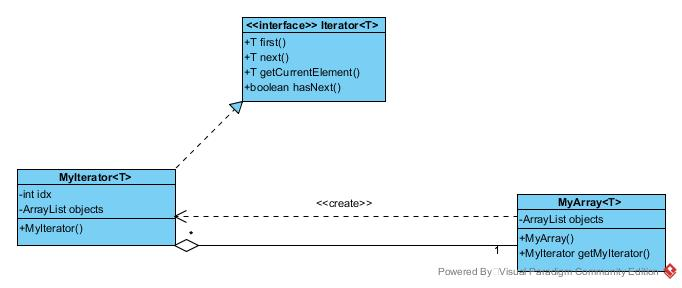 <<interface>> Iterator<T>
+T first()
+T next()
+T getCurrentElement()
+boolean hasNext()
MyIterator<T>
-int idx
-ArrayList objects
+MyIterator()
<<create>>
*
1
MyArray<T>
-ArrayList objects
+MyArray()
+MyIterator getMyIterator()
Powered By Visual Paradigm Community Edition